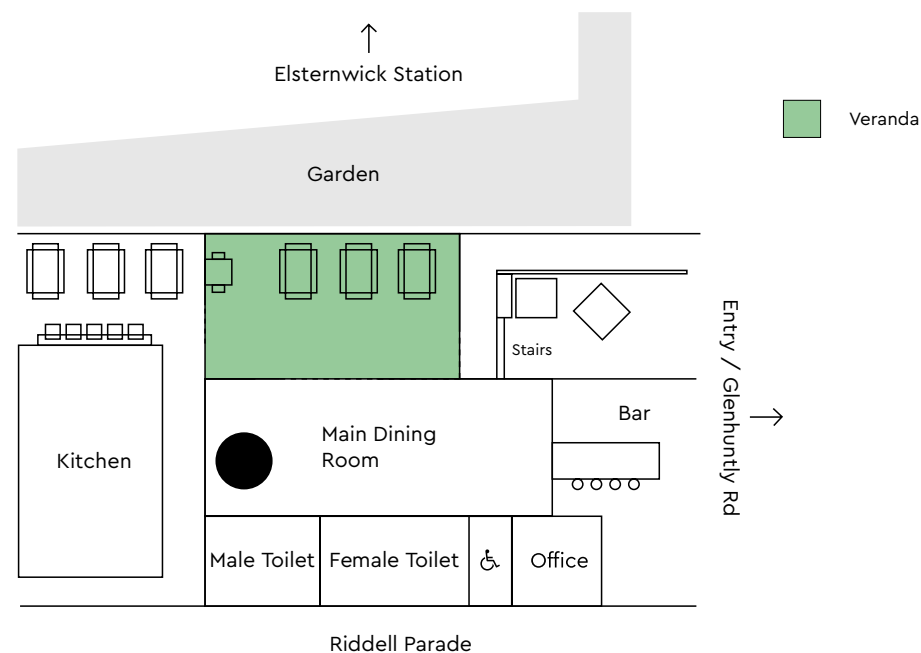 Elsternwick Station
Veranda
Garden
Stairs
Entry / Glenhuntly Rd
Bar
Main Dining
Room
Kitchen
Male Toilet
Female Toilet
Office
Riddell Parade